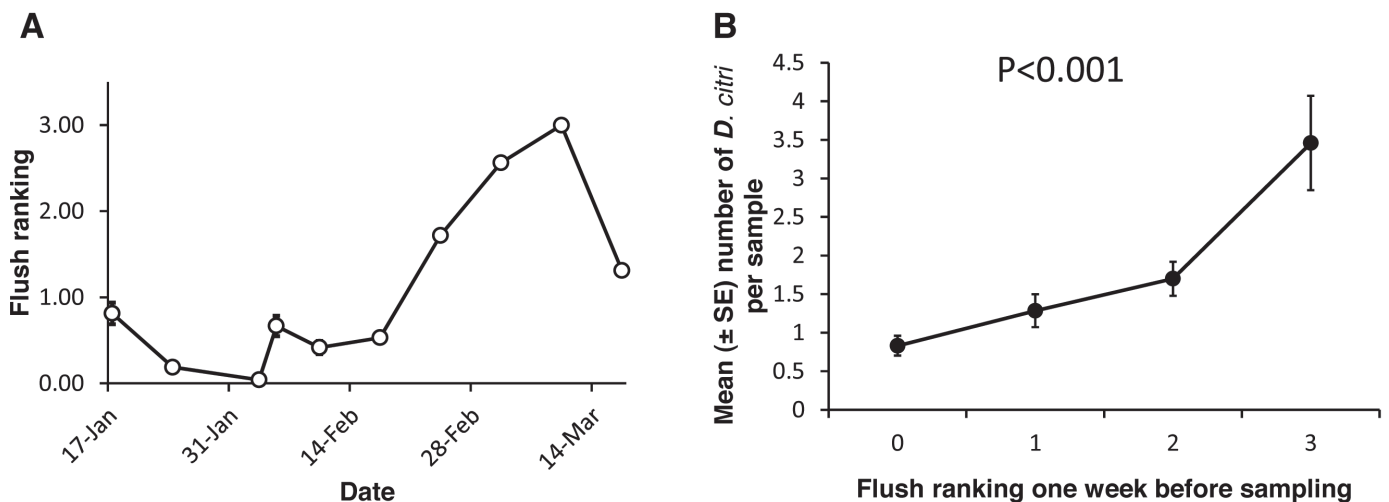 A
Flush ranking
3.00
2.00
1.00
0.00
17-Jan
31-Jan
14-Feb
28-Feb
14-Mar
Date
B
P<0.001
Mean (± SE) number of D. citri
per sample
4.5
4
3.5
3
2.5
2
1.5
1
0.5
0
0
1
2
3
Flush ranking one week before sampling